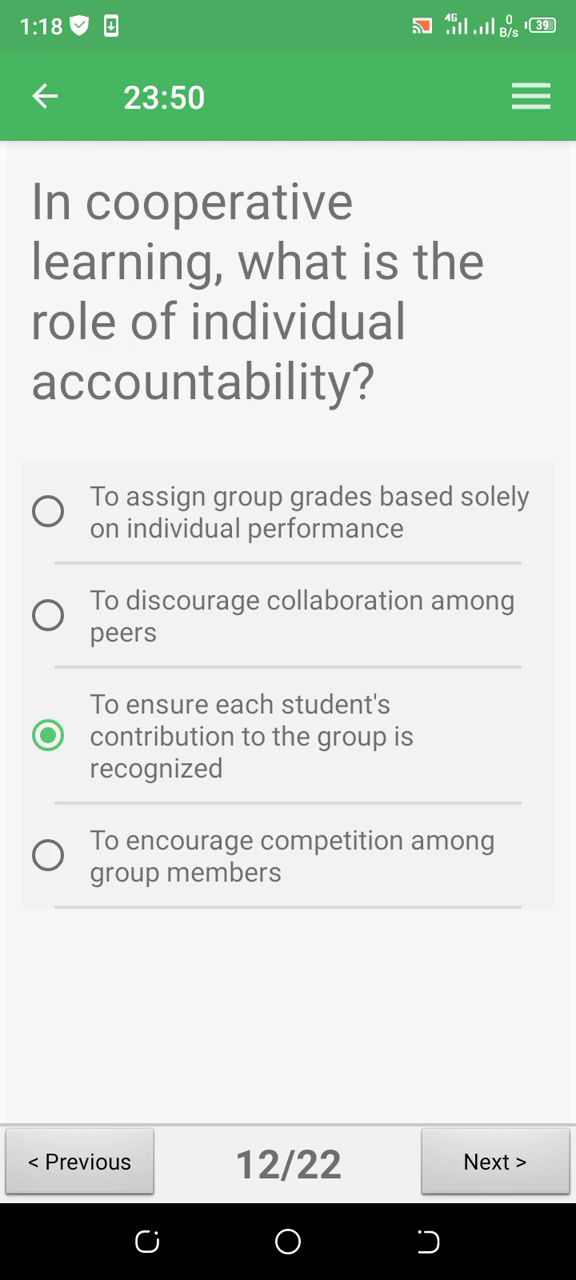 1:18
4G
0
B/s
39
23:50
In cooperative
learning, what is the
role of individual
accountability?
To assign group grades based solely
on individual performance
To discourage collaboration among
peers
To ensure each student's
contribution to the group is
recognized
To encourage competition among
group members
< Previous
12/22
Next >